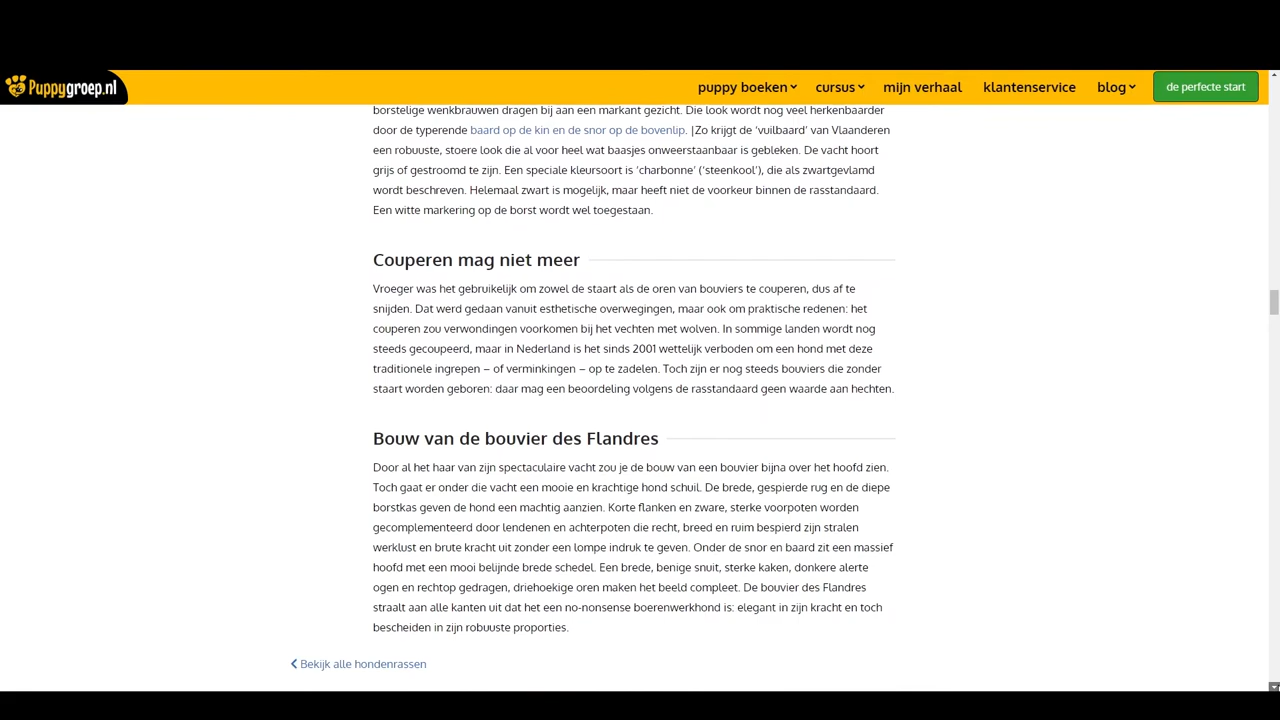 Puppygroep.nl
puppy boeken
cursus
mijn verhaal
klantenservice
blog
de perfecte start
borstelige wenkbrauwen dragen bij aan een markant gezicht. Die look wordt nog veel herkenbaarder
door de typerende baard op de kin en de snor op de bovenlip. |Zo krijgt de ‘vuilbaard’ van Vlaanderen
een robuuste, stoere look die al voor heel wat baasjes onweerstaanbaar is gebleken. De vacht hoort
grijs of gestroomd te zijn. Een speciale kleursoort is ‘charbonne’ (‘steenkool’), die als zwartgevlamd
wordt beschreven. Helemaal zwart is mogelijk, maar heeft niet de voorkeur binnen de rasstandaard.
Een witte markering op de borst wordt wel toegestaan.
Couperen mag niet meer
Vroeger was het gebruikelijk om zowel de staart als de oren van bouviers te couperen, dus af te
snijden. Dat werd gedaan vanuit esthetische overwegingen, maar ook om praktische redenen: het
couperen zou verwondingen voorkomen bij het vechten met wolven. In sommige landen wordt nog
steeds gecoupeerd, maar in Nederland is het sinds 2001 wettelijk verboden om een hond met deze
traditionele ingrepen – of verminkingen – op te zadelen. Toch zijn er nog steeds bouviers die zonder
staart worden geboren: daar mag een beoordeling volgens de rasstandaard geen waarde aan hechten.
Bouw van de bouvier des Flandres
Door al het haar van zijn spectaculaire vacht zou je de bouw van een bouvier bijna over het hoofd zien.
Toch gaat er onder die vacht een mooie en krachtige hond schuil. De brede, gespierde rug en de diepe
borstkas geven de hond een machtig aanzien. Korte flanken en zware, sterke voorpoten worden
gecomplementeerd door lendenen en achterpoten die recht, breed en ruim bespierd zijn stralen
werklust en brute kracht uit zonder een lompe indruk te geven. Onder de snor en baard zit een massief
hoofd met een mooi belijnde brede schedel. Een brede, benige snuit, sterke kaken, donkere alerte
ogen en rechtop gedragen, driehoekige oren maken het beeld compleet. De bouvier des Flandres
straalt aan alle kanten uit dat het een no-nonsense boerenwerkhond is: elegant in zijn kracht en toch
bescheiden in zijn robuuste proporties.
Bekijk alle hondenrassen